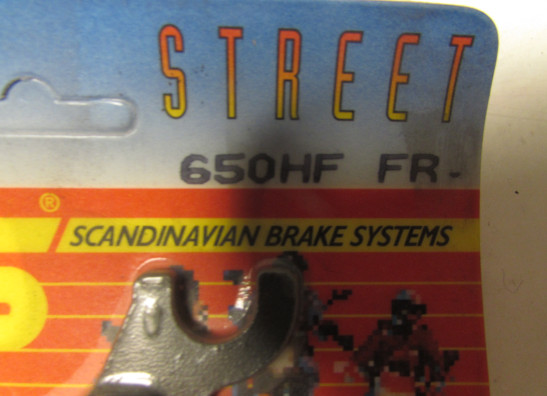 STREET
650HF FR.
®
SCANDINAVIAN BRAKE SYSTEMS